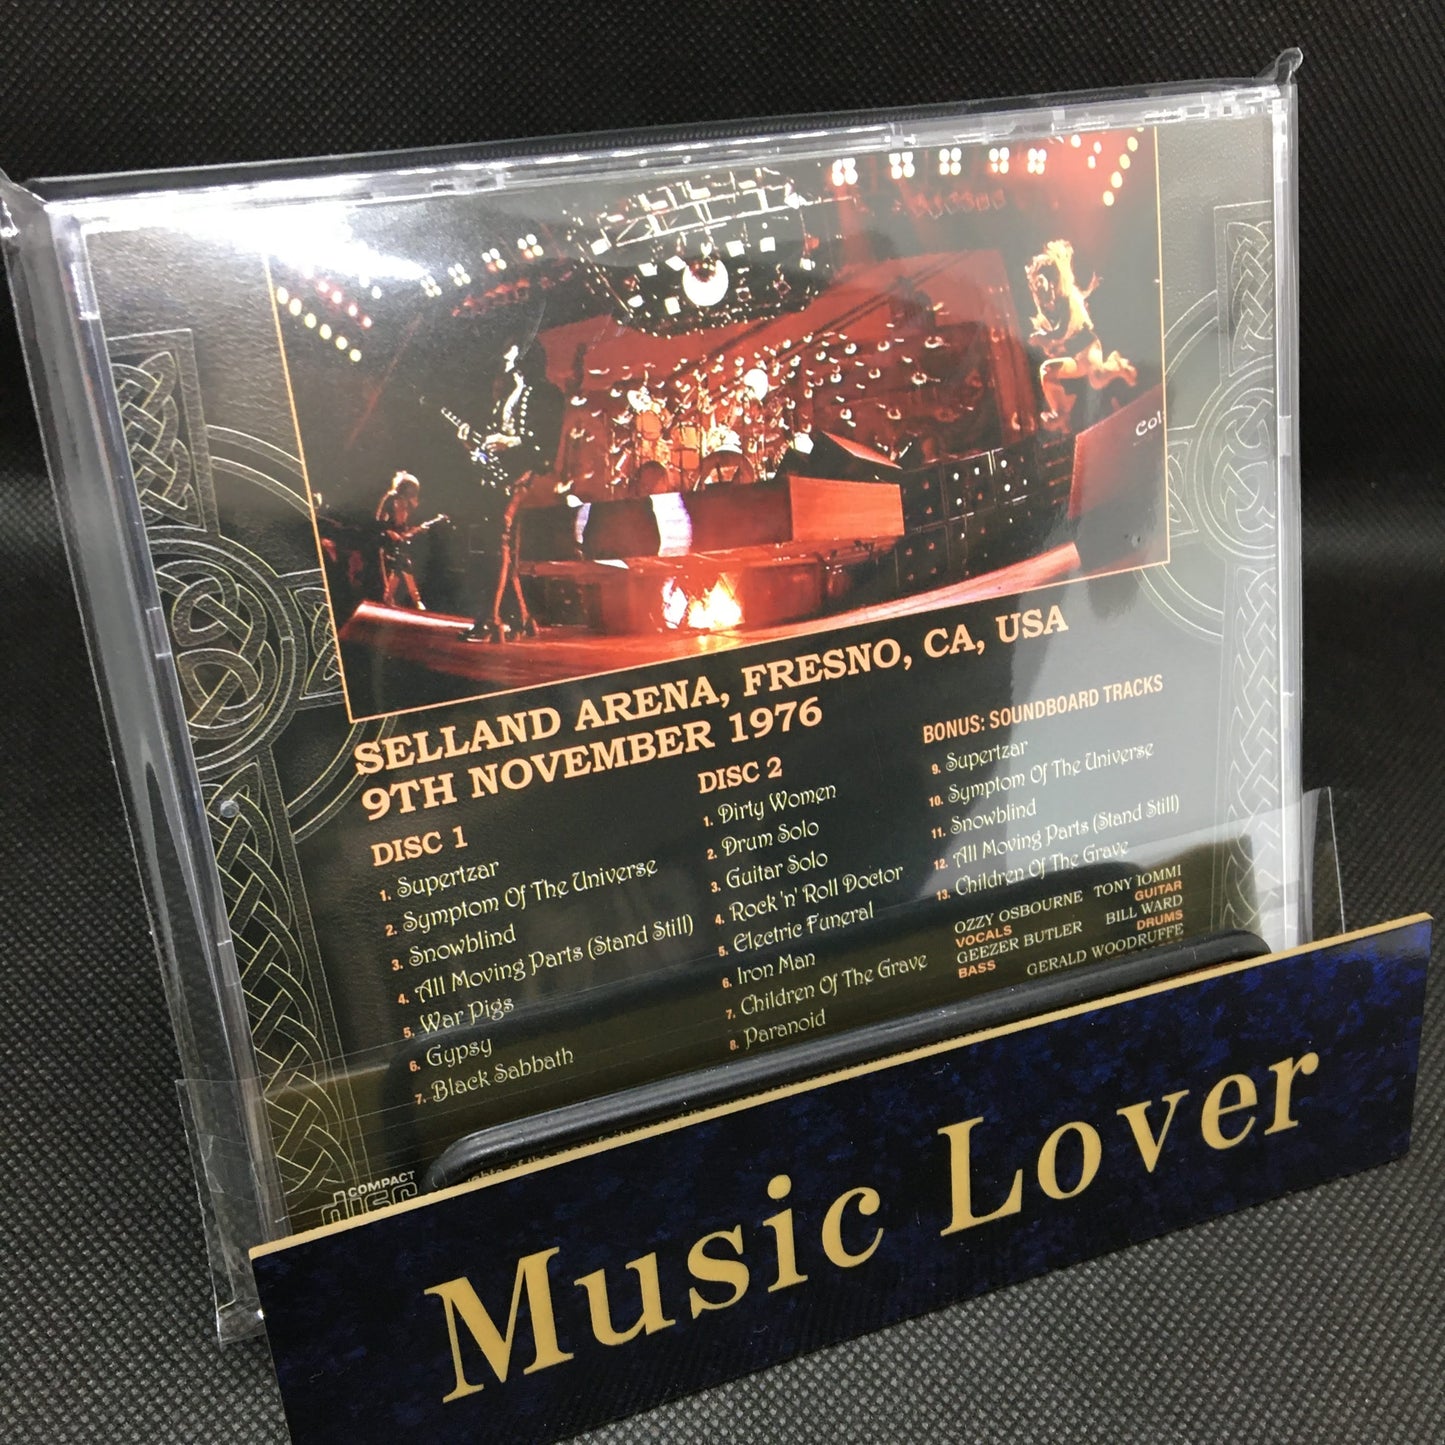 Col
SELLAND ARENA, FRESNO, CA, USA
9TH NOVEMBER 1976
DISC 1
1. Supertzar
2. Symptom Of The Universe
3. Snowblind
4. All Moving Parts (Stand Still)
5. War Pigs
6. Gypsy
7. Black Sabbath
DISC 2
1. Dirty Women
2. Drum Solo
3. Guitar Solo
4. Rock 'n' Roll Doctor
5. Electric Funeral
6. Iron Man
7. Children Of The Grave
8. Paranoid
BONUS: SOUNDBOARD TRACKS
9. Supertzar
10. Symptom Of The Universe
11. Snowblind
12. All Moving Parts (Stand Still)
13. Children Of The Grave
OZZY OSBOURNE
VOCALS
GEEZER BUTLER
BASS
TONY IOMMI
GUITAR
BILL WARD
DRUMS
GERALD WOODRUFFE
COMPACT
disc
Music Lover